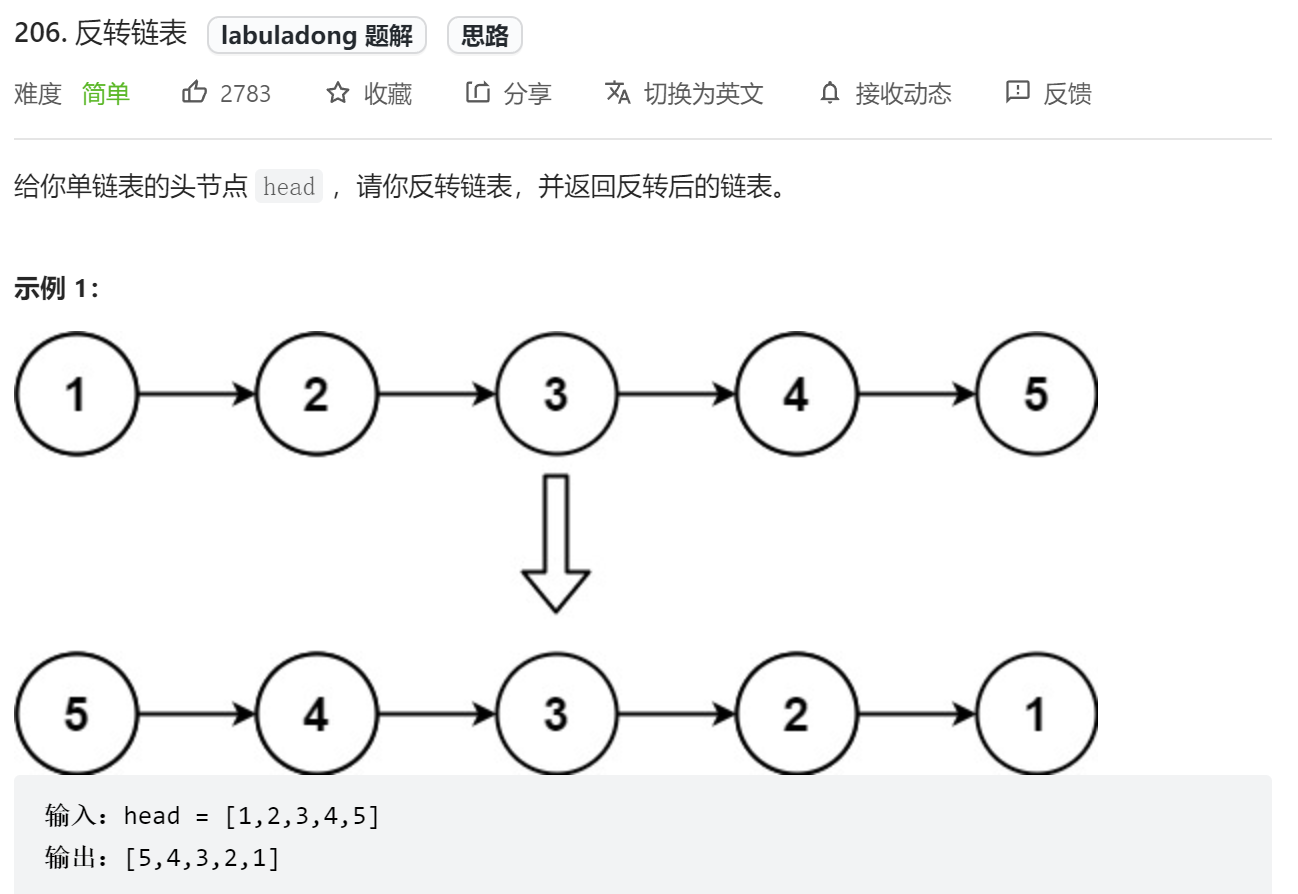 206. 反转链表 labuladong 题解 思路
难度 简单 2783 收藏 分享 切换为英文 接收动态 反馈
给你单链表的头节点 head ，请你反转链表，并返回反转后的链表。
示例 1：
1 2 3 4 5
5 4 3 2 1
输入：head = [1,2,3,4,5]
输出：[5,4,3,2,1]